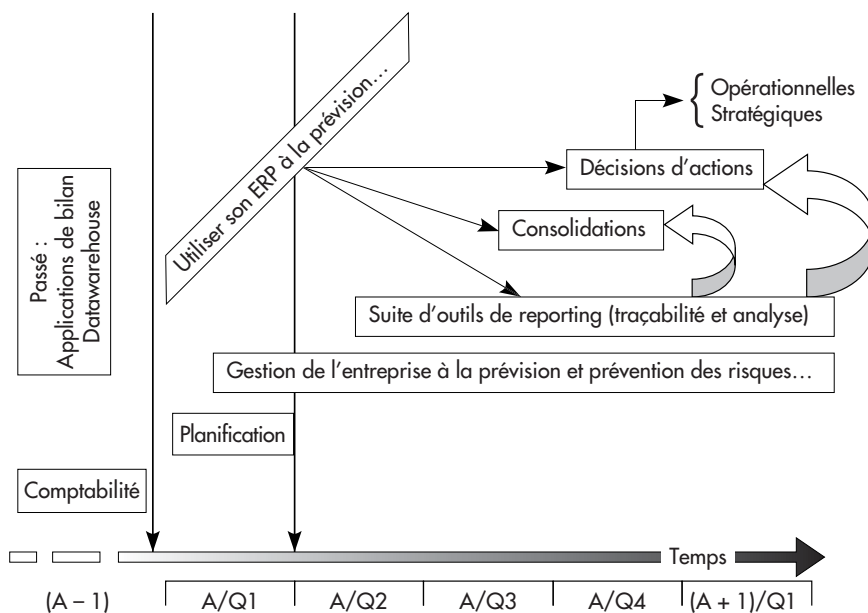 Utiliser son ERP à la prévision…
Opérationnelles
Stratégiques
Décisions d’actions
Consolidations
Passé :
Applications de bilan
Datawarehouse
Suite d’outils de reporting (traçabilité et analyse)
Gestion de l’entreprise à la prévision et prévention des risques…
Planification
Comptabilité
Temps
(A – 1) A/Q1 A/Q2 A/Q3 A/Q4 (A + 1)/Q1